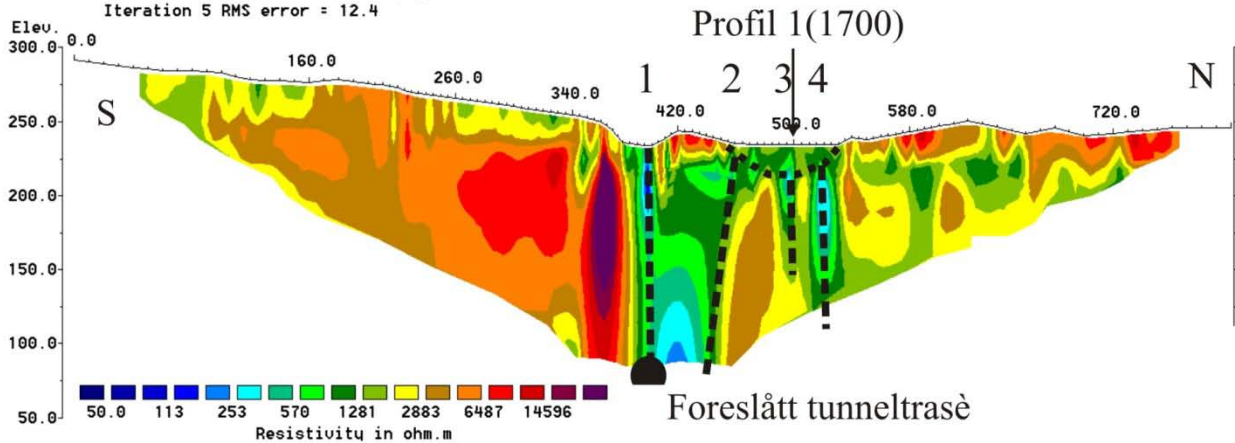 Iteration 5 RMS error = 12.4
Profil 1(1700)
Elev.
300.0
250.0
200.0
150.0
100.0
50.0
0.0
160.0
260.0
340.0
420.0
500.0
580.0
720.0
S
1
2
3
4
N
50.0 113 253 570 1281 2883 6487 14596
Resistivity in ohm.m
Foreslått tunneltrasè